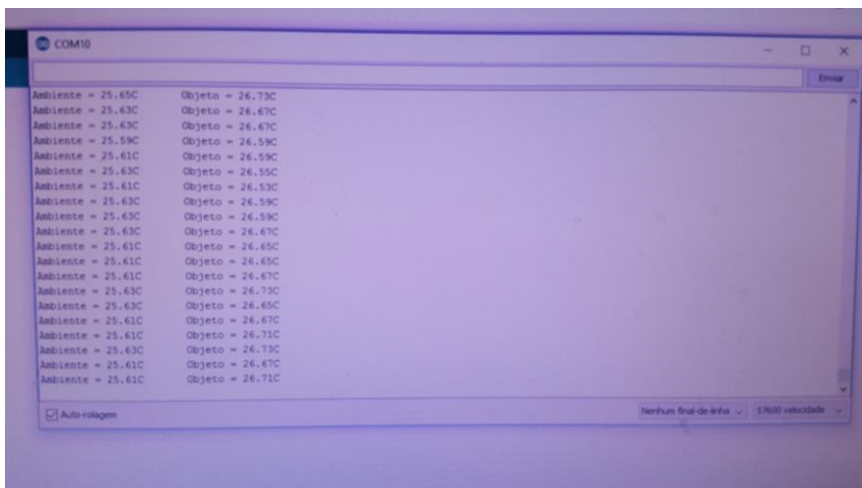 COM10
Enviar
Ambiente = 25.65C Objeto = 26.73C
Ambiente = 25.63C Objeto = 26.67C
Ambiente = 25.63C Objeto = 26.67C
Ambiente = 25.59C Objeto = 26.59C
Ambiente = 25.61C Objeto = 26.59C
Ambiente = 25.63C Objeto = 26.55C
Ambiente = 25.61C Objeto = 26.53C
Ambiente = 25.63C Objeto = 26.59C
Ambiente = 25.63C Objeto = 26.59C
Ambiente = 25.63C Objeto = 26.67C
Ambiente = 25.61C Objeto = 26.65C
Ambiente = 25.61C Objeto = 26.65C
Ambiente = 25.61C Objeto = 26.67C
Ambiente = 25.63C Objeto = 26.73C
Ambiente = 25.63C Objeto = 26.65C
Ambiente = 25.61C Objeto = 26.67C
Ambiente = 25.61C Objeto = 26.71C
Ambiente = 25.63C Objeto = 26.73C
Ambiente = 25.61C Objeto = 26.67C
Ambiente = 25.61C Objeto = 26.71C
Auto-rolagem Nenhum final-de-linha 57600 velocidade